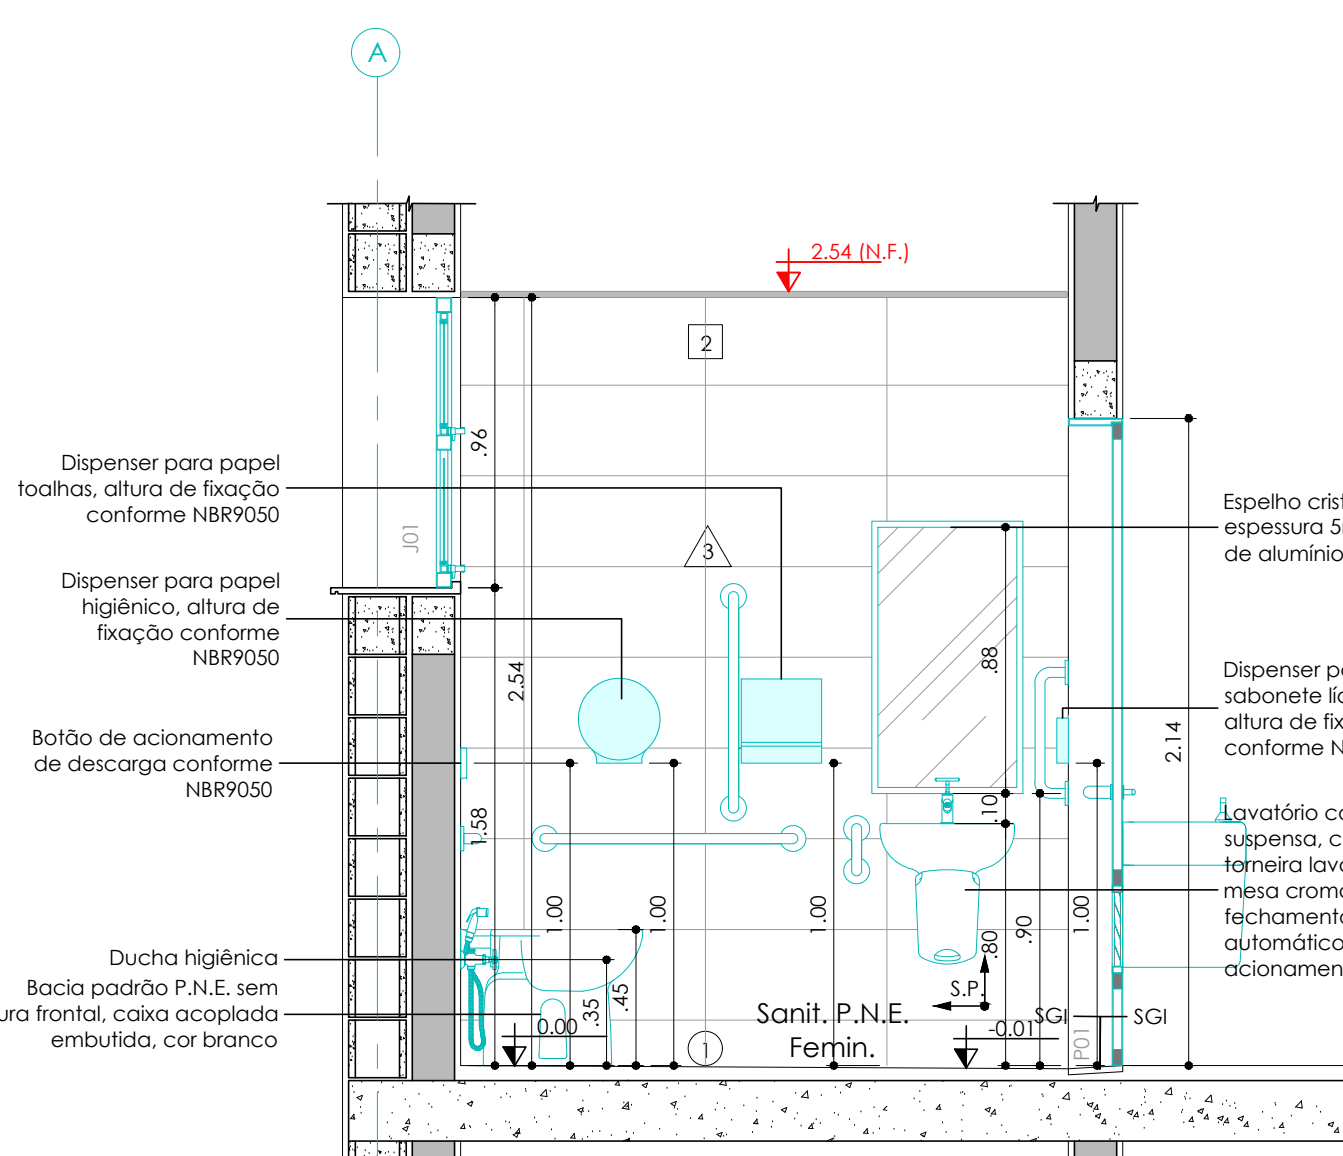 A
2.54 (N.F.)
2
.96
Dispenser para papel
toalhas, altura de fixação
conforme NBR9050
J01
3
Espelho crist
espessura 5
de alumínio
Dispenser para papel
higiênico, altura de
fixação conforme
NBR9050
2.54
.88
Dispenser pa
sabonete líq
altura de fix
conforme N
2.14
Botão de acionamento
de descarga conforme
NBR9050
1.58
.10
Lavatório co
suspensa, c
torneira lava
mesa croma
fechamento
automático
acionamen
1.00
1.00
1.00
.90
1.00
.80
Ducha higiênica
Bacia padrão P.N.E. sem
ura frontal, caixa acoplada
embutida, cor branco
.35
.45
0.00
S.P.
Sanit. P.N.E.
Femin.
1
-0.01
SGI
SGI
P01